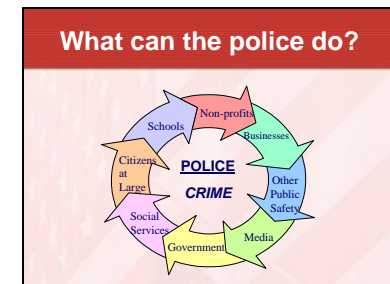 What can the police do?
Non-profits
Businesses
Other
Public
Safety
Media
Government
Social
Services
Citizens
at
Large
Schools
POLICE
CRIME